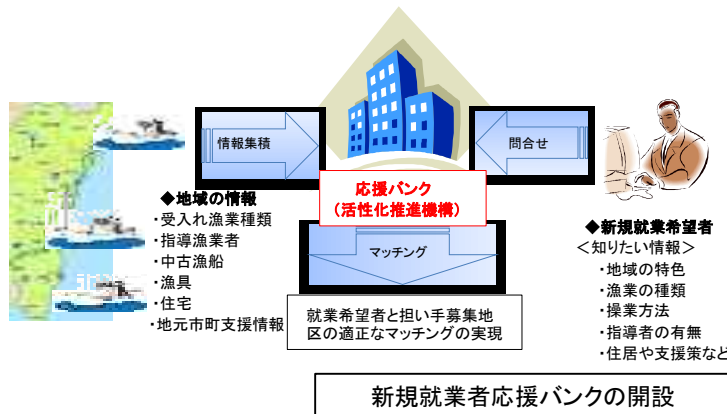 情報集積
問合せ
応援バンク
(活性化推進機構)
◆地域の情報
・受入れ漁業種類
・指導漁業者
・中古漁船
・漁具
・住宅
・地元市町支援情報
マッチング
就業希望者と担い手募集地
区の適正なマッチングの実現
◆新規就業希望者
<知りたい情報>
・地域の特色
・漁業の種類
・操業方法
・指導者の有無
・住居や支援策など
新規就業者応援バンクの開設